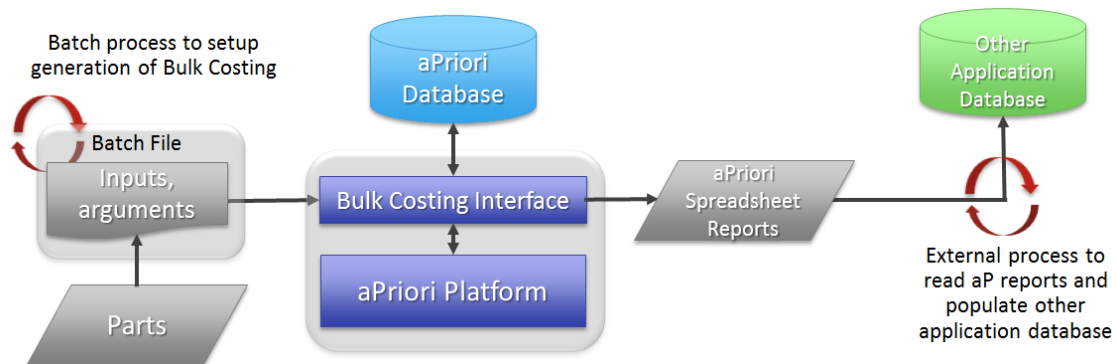 Batch process to setup
generation of Bulk Costing
Batch File
Inputs,
arguments
Parts
aPriori
Database
Bulk Costing Interface
aPriori Platform
aPriori
Spreadsheet
Reports
Other
Application
Database
External process to
read aP reports and
populate other
application database